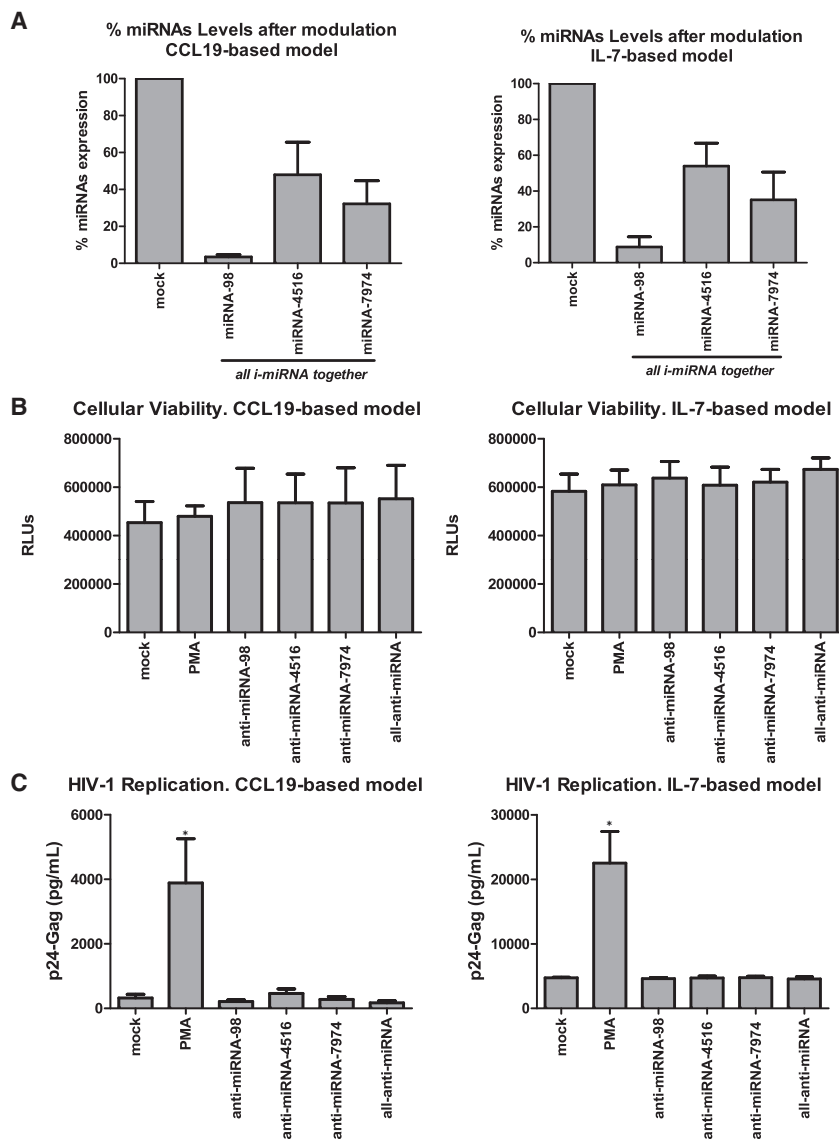 A
% miRNAs Levels after modulation
CCL19-based model
% miRNAs expression
100
80
60
40
20
0
mock
miRNA-98
miRNA-4516
miRNA-7974
all i-miRNA together
% miRNAs Levels after modulation
IL-7-based model
% miRNAs expression
100
80
60
40
20
0
mock
miRNA-98
miRNA-4516
miRNA-7974
all i-miRNA together
B
Cellular Viability. CCL19-based model
RLUs
800000
600000
400000
200000
0
mock
PMA
anti-miRNA-98
anti-miRNA-4516
anti-miRNA-7974
all-anti-miRNA
Cellular Viability. IL-7-based model
RLUs
800000
600000
400000
200000
0
mock
PMA
anti-miRNA-98
anti-miRNA-4516
anti-miRNA-7974
all-anti-miRNA
C
HIV-1 Replication. CCL19-based model
p24-Gag (pg/mL)
6000
4000
2000
0
*
mock
PMA
anti-miRNA-98
anti-miRNA-4516
anti-miRNA-7974
all-anti-miRNA
HIV-1 Replication. IL-7-based model
p24-Gag (pg/mL)
30000
20000
10000
0
*
mock
PMA
anti-miRNA-98
anti-miRNA-4516
anti-miRNA-7974
all-anti-miRNA